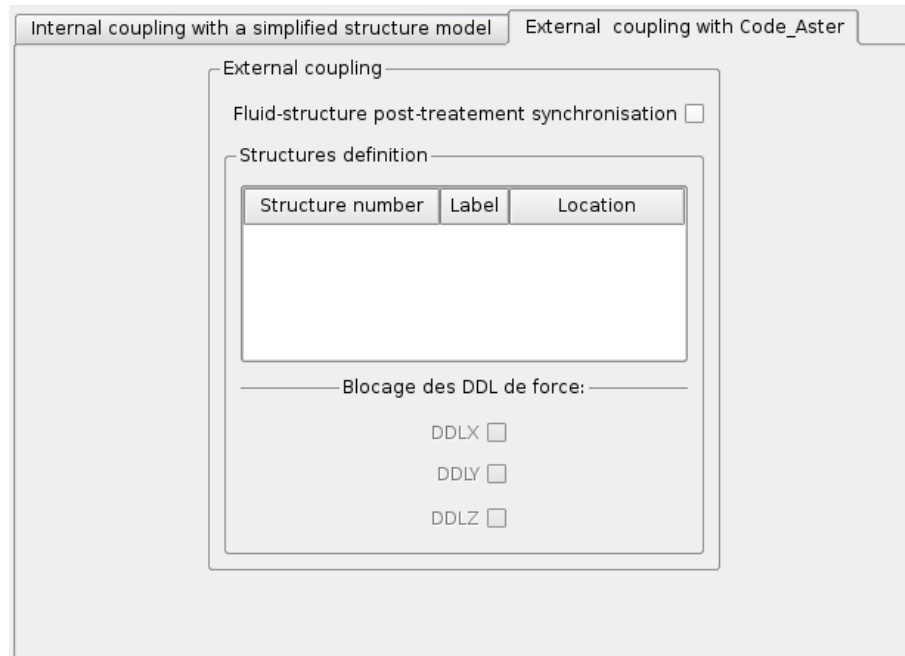 Internal coupling with a simplified structure model External coupling with Code_Aster
External coupling
Fluid-structure post-treatement synchronisation
Structures definition
Structure number Label Location
Blocage des DDL de force:
DDLX
DDLY
DDLZ